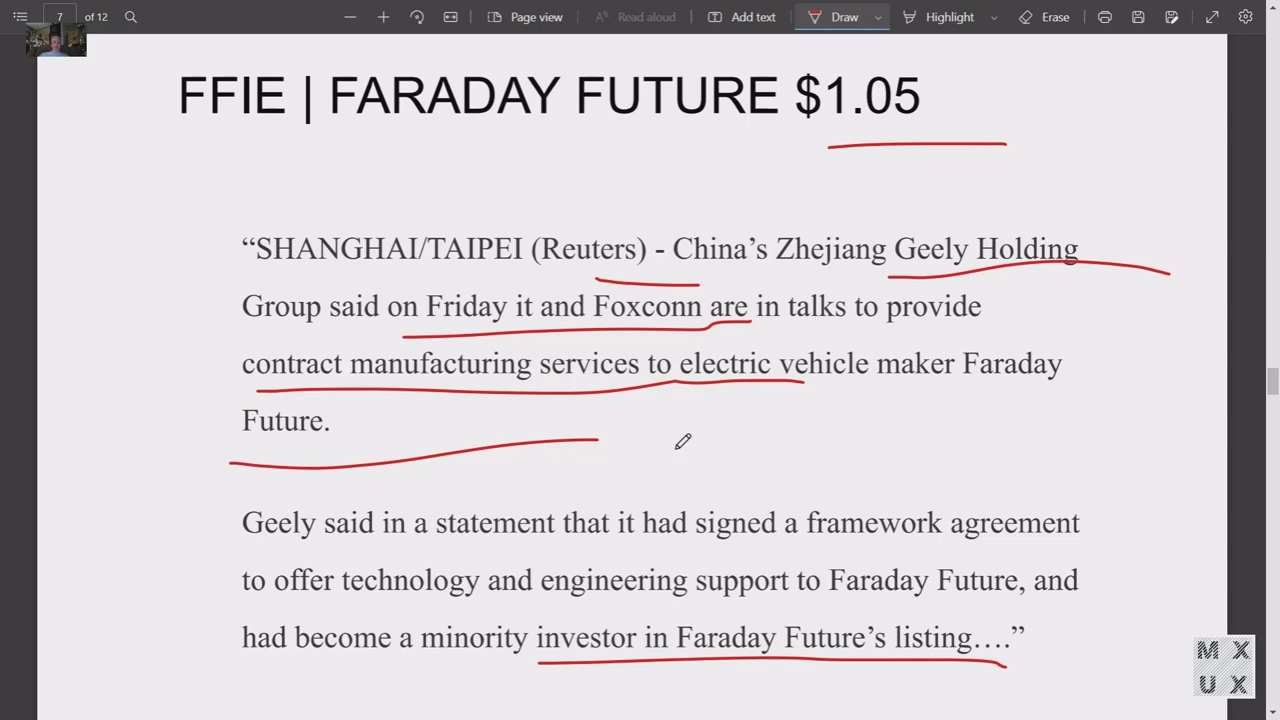 7 of 12 Page view Read aloud Add text Draw Highlight Erase
FFIE | FARADAY FUTURE $1.05
“SHANGHAI/TAIPEI (Reuters) - China’s Zhejiang Geely Holding
Group said on Friday it and Foxconn are in talks to provide
contract manufacturing services to electric vehicle maker Faraday
Future.
Geely said in a statement that it had signed a framework agreement
to offer technology and engineering support to Faraday Future, and
had become a minority investor in Faraday Future’s listing….”
M X
U X